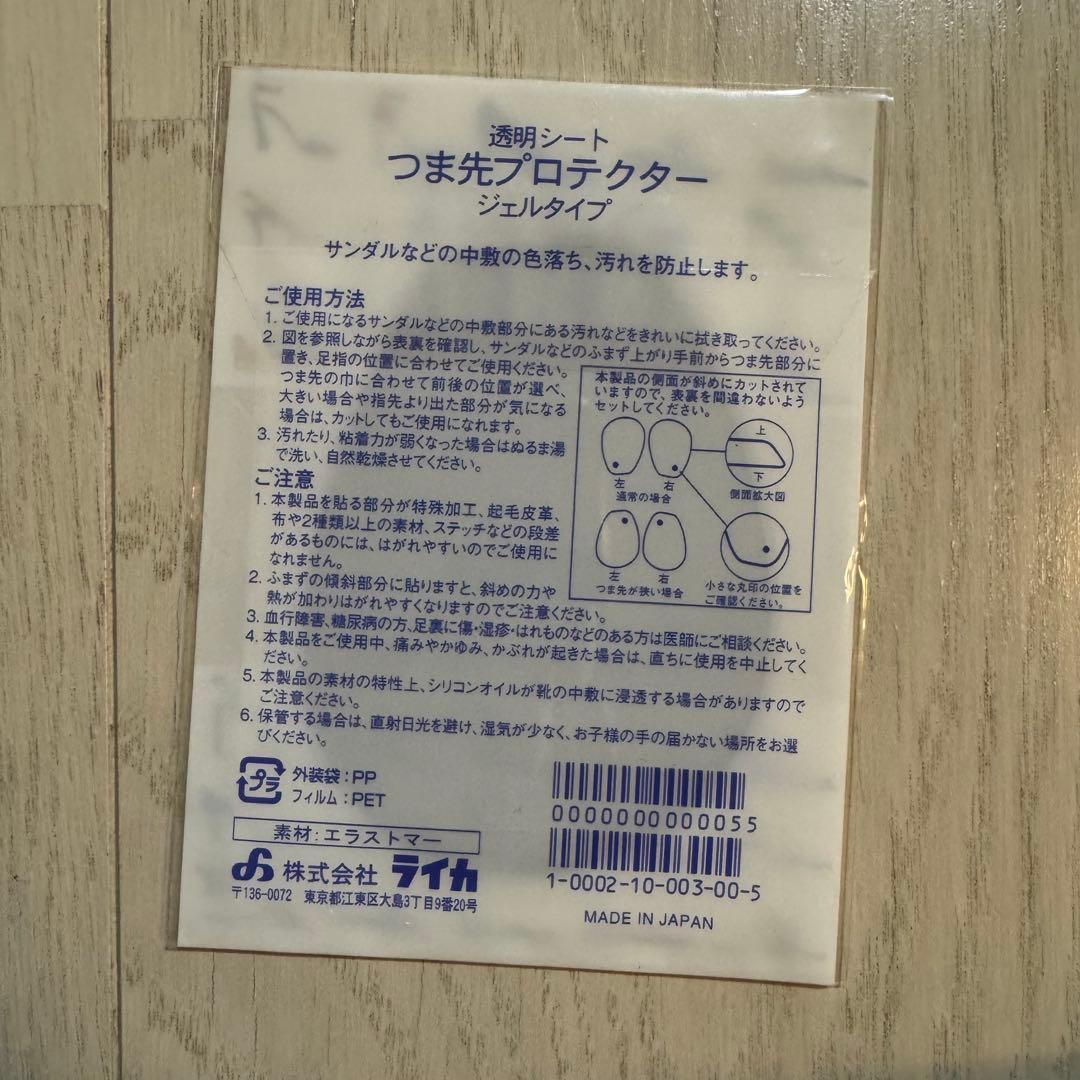 透明シート
つま先プロテクター
ジェルタイプ
サンダルなどの中敷の色落ち、汚れを防止します。
ご使用方法
1. ご使用になるサンダルなどの中敷部分にある汚れなどをきれいに拭き取ってください。
2. 図を参照しながら表裏を確認し、サンダルなどのふまず上がり手前からつま先部分に
置き、足指の位置に合わせてご使用ください。
つま先の巾に合わせて前後の位置が選べ、
大きい場合や指先より出た部分が気になる
場合は、カットしてもご使用になれます。
3. 汚れたり、粘着力が弱くなった場合はぬるま湯
で洗い、自然乾燥させてください。
本製品の側面が斜めにカットされて
いますので、表裏を間違わないよう
セットしてください。
上
下
側面拡大図
左
右
通常の場合
左
右
つま先が狭い場合
小さな丸印の位置を
ご確認ください。
ご注意
1. 本製品を貼る部分が特殊加工、起毛皮革、
布や2種類以上の素材、ステッチなどの段差
があるものには、はがれやすいのでご使用に
なれません。
2. ふまずの傾斜部分に貼りますと、斜めの力や
熱が加わりはがれやすくなりますのでご注意ください。
3. 血行障害、糖尿病の方、足裏に傷・湿疹・はれものなどのある方は医師にご相談ください。
4. 本製品をご使用中、痛みやかゆみ、かぶれが起きた場合は、直ちに使用を中止してく
ださい。
5. 本製品の素材の特性上、シリコンオイルが靴の中敷に浸透する場合がありますので
ご注意ください。
6. 保管する場合は、直射日光を避け、湿気が少なく、お子様の手の届かない場所をお選
びください。
プラ
外装袋：PP
フィルム：PET
素材：エラストマー
株式会社 ライカ
〒136-0072 東京都江東区大島3丁目9番20号
0000000000055
1-0002-10-003-00-5
MADE IN JAPAN